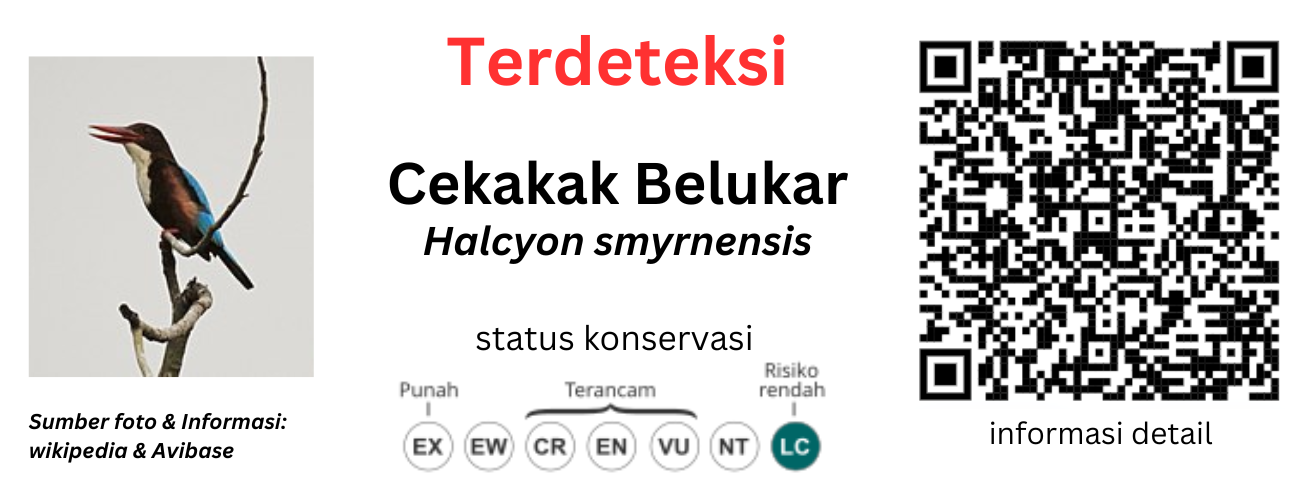 Terdeteksi
Cekakak Belukar
Halcyon smyrnensis
status konservasi
Punah
Terancam
Risiko
rendah
EX EW CR EN VU NT LC
Sumber foto & Informasi:
wikipedia & Avibase
informasi detail